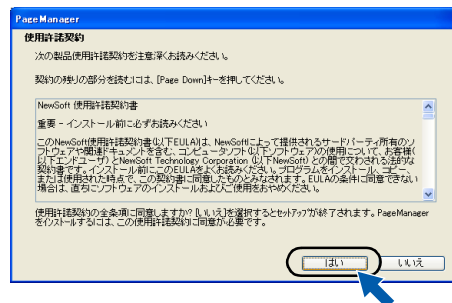 PageManager
使用許諾契約
次の製品使用許諾契約を注意深くお読みください。
契約の残りの部分を読むには、[Page Down]キーを押してください。
NewSoft 使用許諾契約書
重要 - インストール前に必ずお読みください
このNewSoft使用許諾契約書(以下EULA)は、NewSoftによって提供されるサードパーティ所有のソ
フトウェアや関連ドキュメントを含む、コンピュータソフト(以下ソフトウェア)の使用について、お客様(
以下エンドユーザ)とNewSoft Technology Corporation (以下NewSoft) との間で交わされる法的な
契約書です。インストール前にこのEULAをよくお読みください。プログラムをインストール、コピー、
または使用された時点で、この契約書に同意したものとみなされます。EULAの条件に同意できない
場合は、直ちにソフトウェアのインストールおよびご使用をおやめください。
使用許諾契約の全条項に同意しますか? [いいえ]を選択するとセットアップが終了されます。PageManager
をインストールするには、この使用許諾契約に同意が必要です。
はい
いいえ